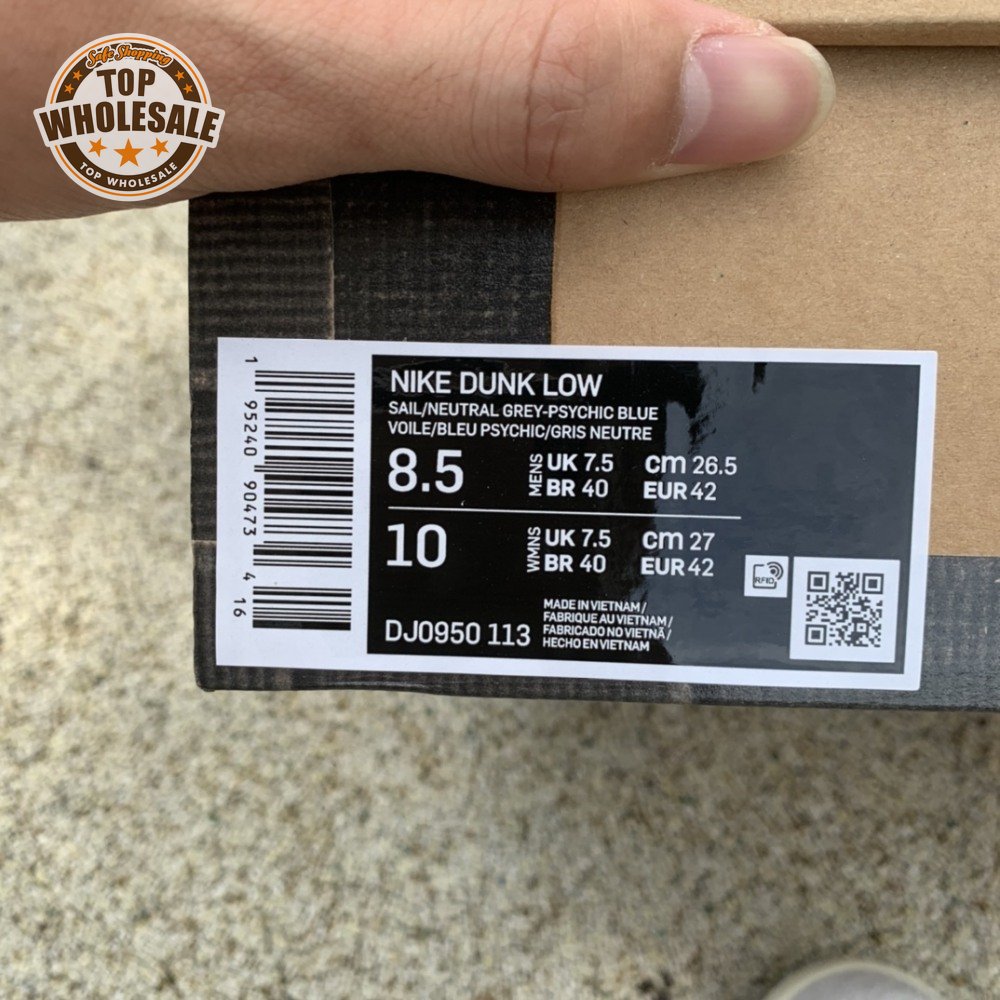 Safe Shopping
TOP
WHOLESALE
TOP WHOLESALE
NIKE DUNK LOW
SAIL/NEUTRAL GREY-PSYCHIC BLUE
VOILE/BLEU PSYCHIC/GRIS NEUTRE
8.5 MENS UK 7.5 cm 26.5
BR 40 EUR 42
10 WMNS UK 7.5 cm 27
BR 40 EUR 42
RFID
DJ0950 113
MADE IN VIETNAM/
FABRIQUE AU VIETNAM/
FABRICADO NO VIETNÃ/
HECHO EN VIETNAM
1 95240 90473 4 16